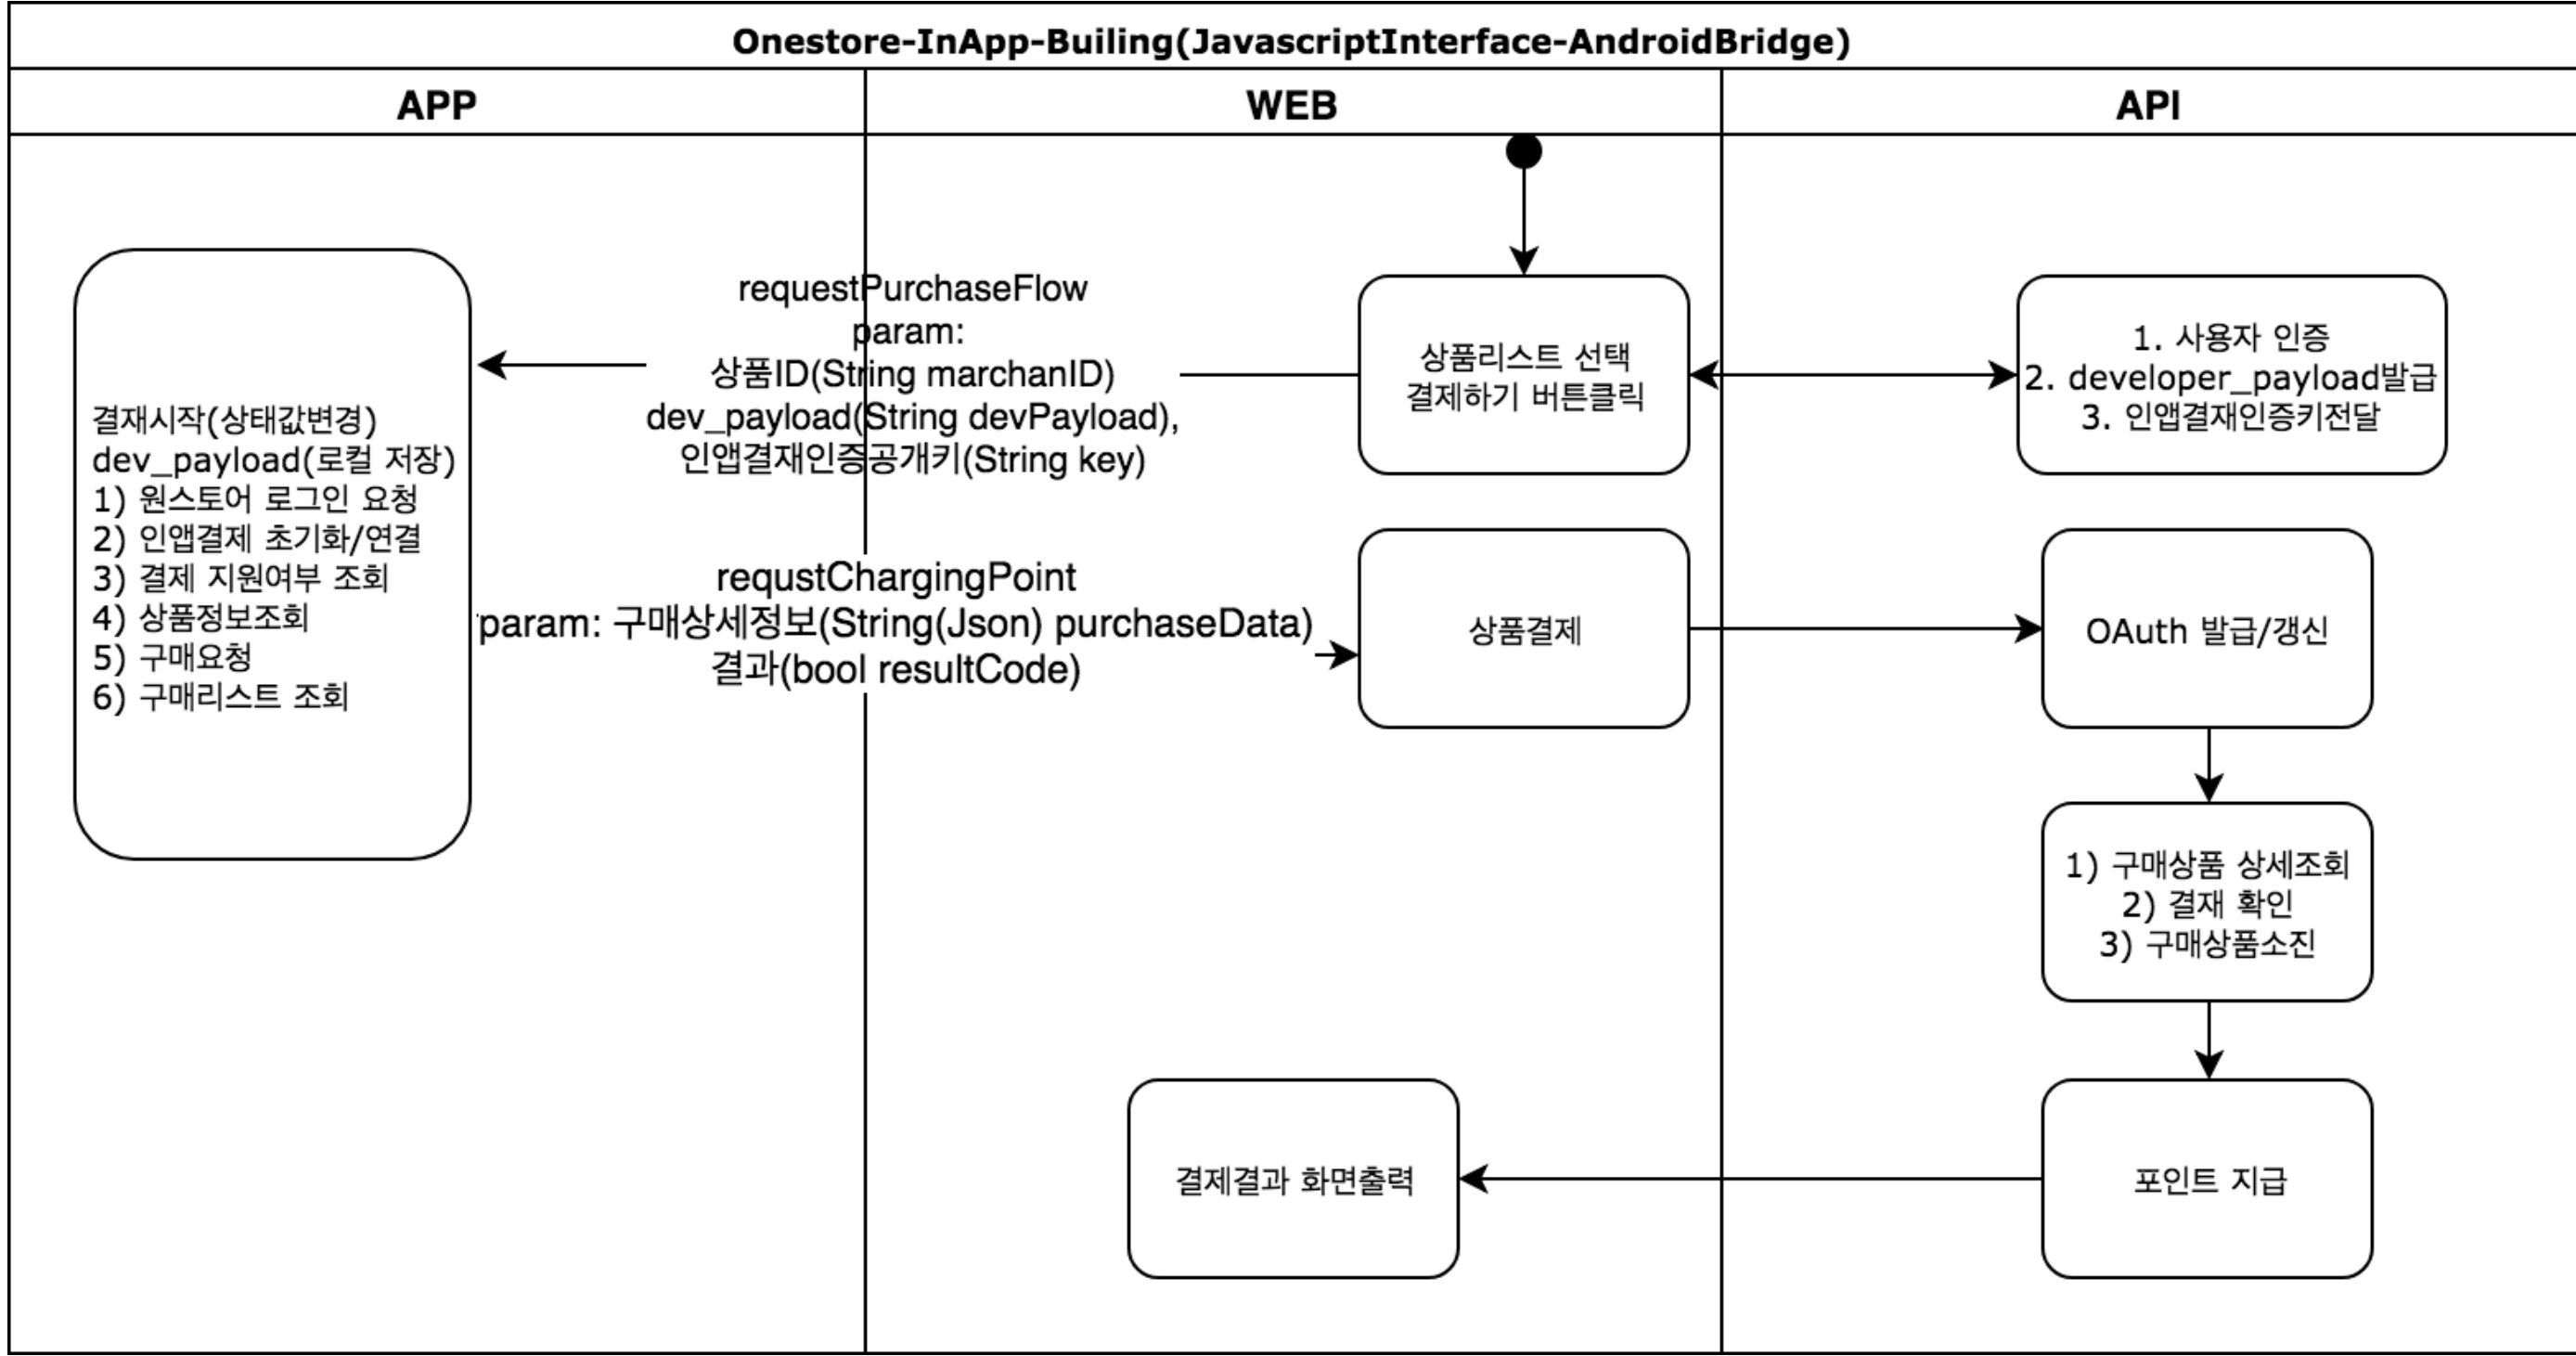 Onestore-InApp-Builing(JavascriptInterface-AndroidBridge)
APP
WEB
API
결재시작(상태값변경)
dev_payload(로컬 저장)
1) 원스토어 로그인 요청
2) 인앱결제 초기화/연결
3) 결제 지원여부 조회
4) 상품정보조회
5) 구매요청
6) 구매리스트 조회
requestPurchaseFlow
param:
상품ID(String marchanID)
dev_payload(String devPayload),
인앱결재인증공개키(String key)
상품리스트 선택
결제하기 버튼클릭
1. 사용자 인증
2. developer_payload발급
3. 인앱결재인증키전달
requstChargingPoint
param: 구매상세정보(String(Json) purchaseData)
결과(bool resultCode)
상품결제
OAuth 발급/갱신
1) 구매상품 상세조회
2) 결재 확인
3) 구매상품소진
결제결과 화면출력
포인트 지급